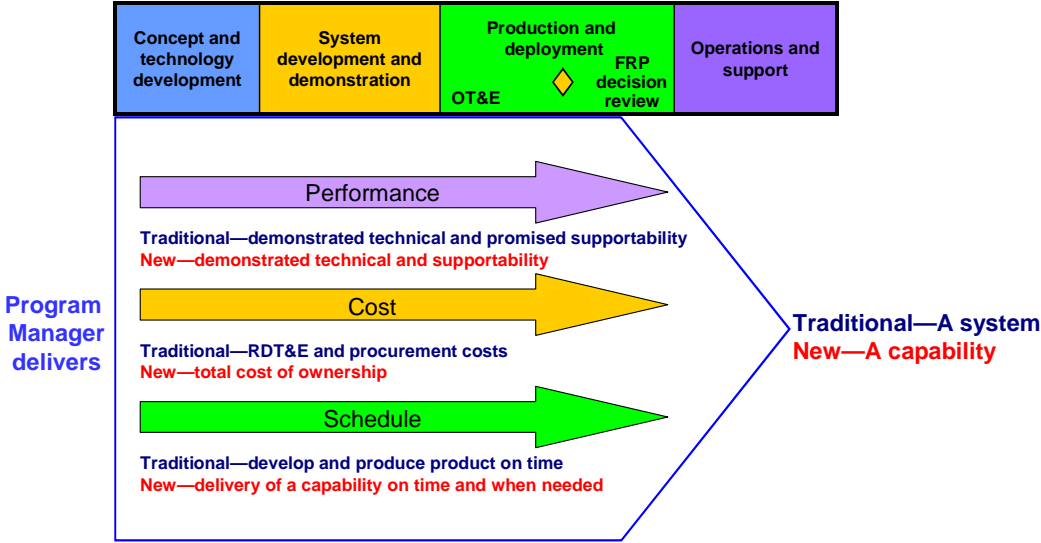 Concept and
technology
development
System
development and
demonstration
Production and
deployment
OT&E
FRP
decision
review
Operations and
support
Performance
Traditional—demonstrated technical and promised supportability
New—demonstrated technical and supportability
Cost
Traditional—RDT&E and procurement costs
New—total cost of ownership
Schedule
Traditional—develop and produce product on time
New—delivery of a capability on time and when needed
Program
Manager
delivers
Traditional—A system
New—A capability